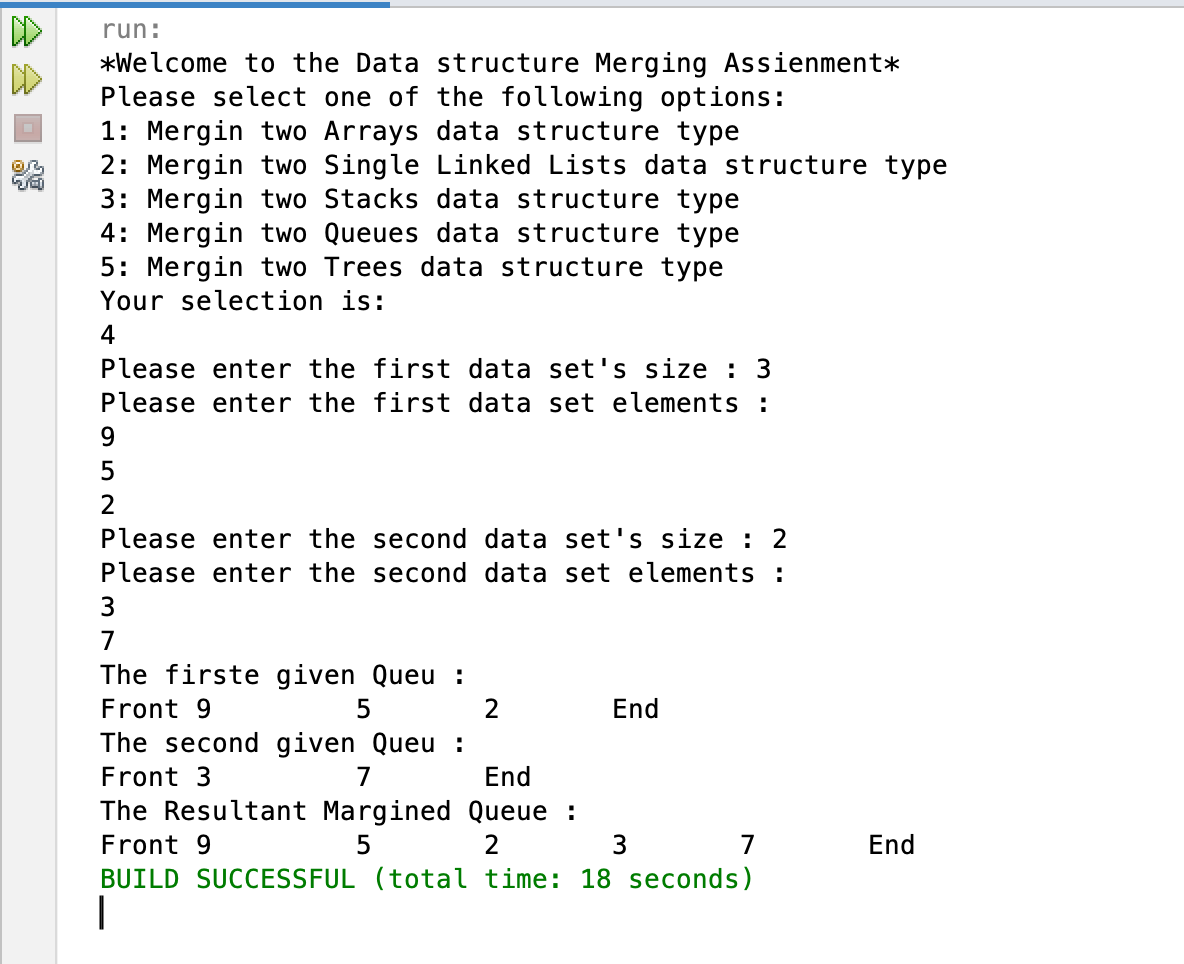 run:
*Welcome to the Data structure Merging Assienment*
Please select one of the following options:
1: Mergin two Arrays data structure type
2: Mergin two Single Linked Lists data structure type
3: Mergin two Stacks data structure type
4: Mergin two Queues data structure type
5: Mergin two Trees data structure type
Your selection is:
4
Please enter the first data set's size : 3
Please enter the first data set elements :
9
5
2
Please enter the second data set's size : 2
Please enter the second data set elements :
3
7
The firste given Queu :
Front 9         5       2       End
The second given Queu :
Front 3         7       End
The Resultant Margined Queue :
Front 9         5       2       3       7       End
BUILD SUCCESSFUL (total time: 18 seconds)